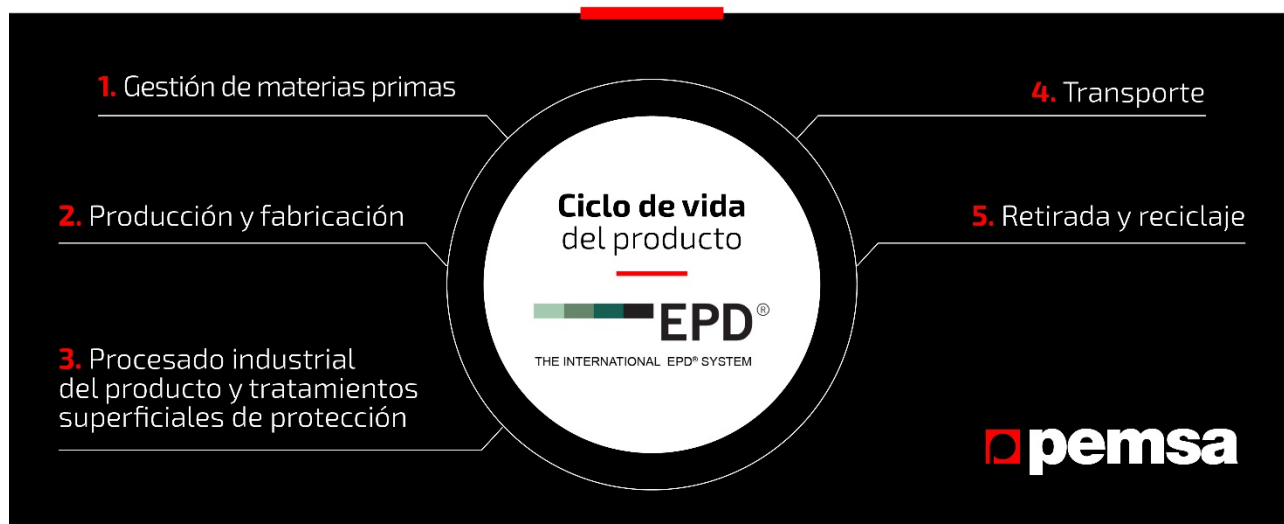 1. Gestión de materias primas
2. Producción y fabricación
3. Procesado industrial
del producto y tratamientos
superficiales de protección
Ciclo de vida
del producto
EPD®
THE INTERNATIONAL EPD® SYSTEM
4. Transporte
5. Retirada y reciclaje
pemsa